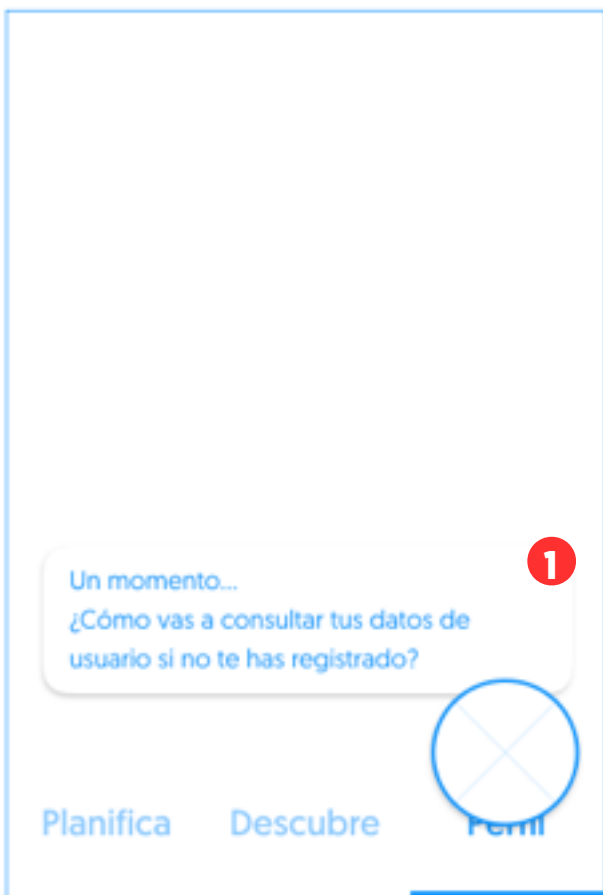 1
Un momento...
¿Cómo vas a consultar tus datos de
usuario si no te has registrado?
Planifica Descubre